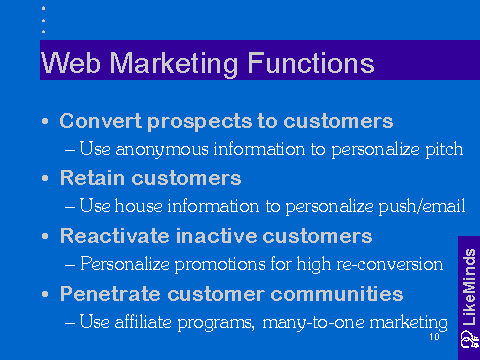 Web Marketing Functions
• Convert prospects to customers
– Use anonymous information to personalize pitch
• Retain customers
– Use house information to personalize push/email
• Reactivate inactive customers
– Personalize promotions for high re-conversion
• Penetrate customer communities
– Use affiliate programs, many-to-one marketing
10
LikeMinds